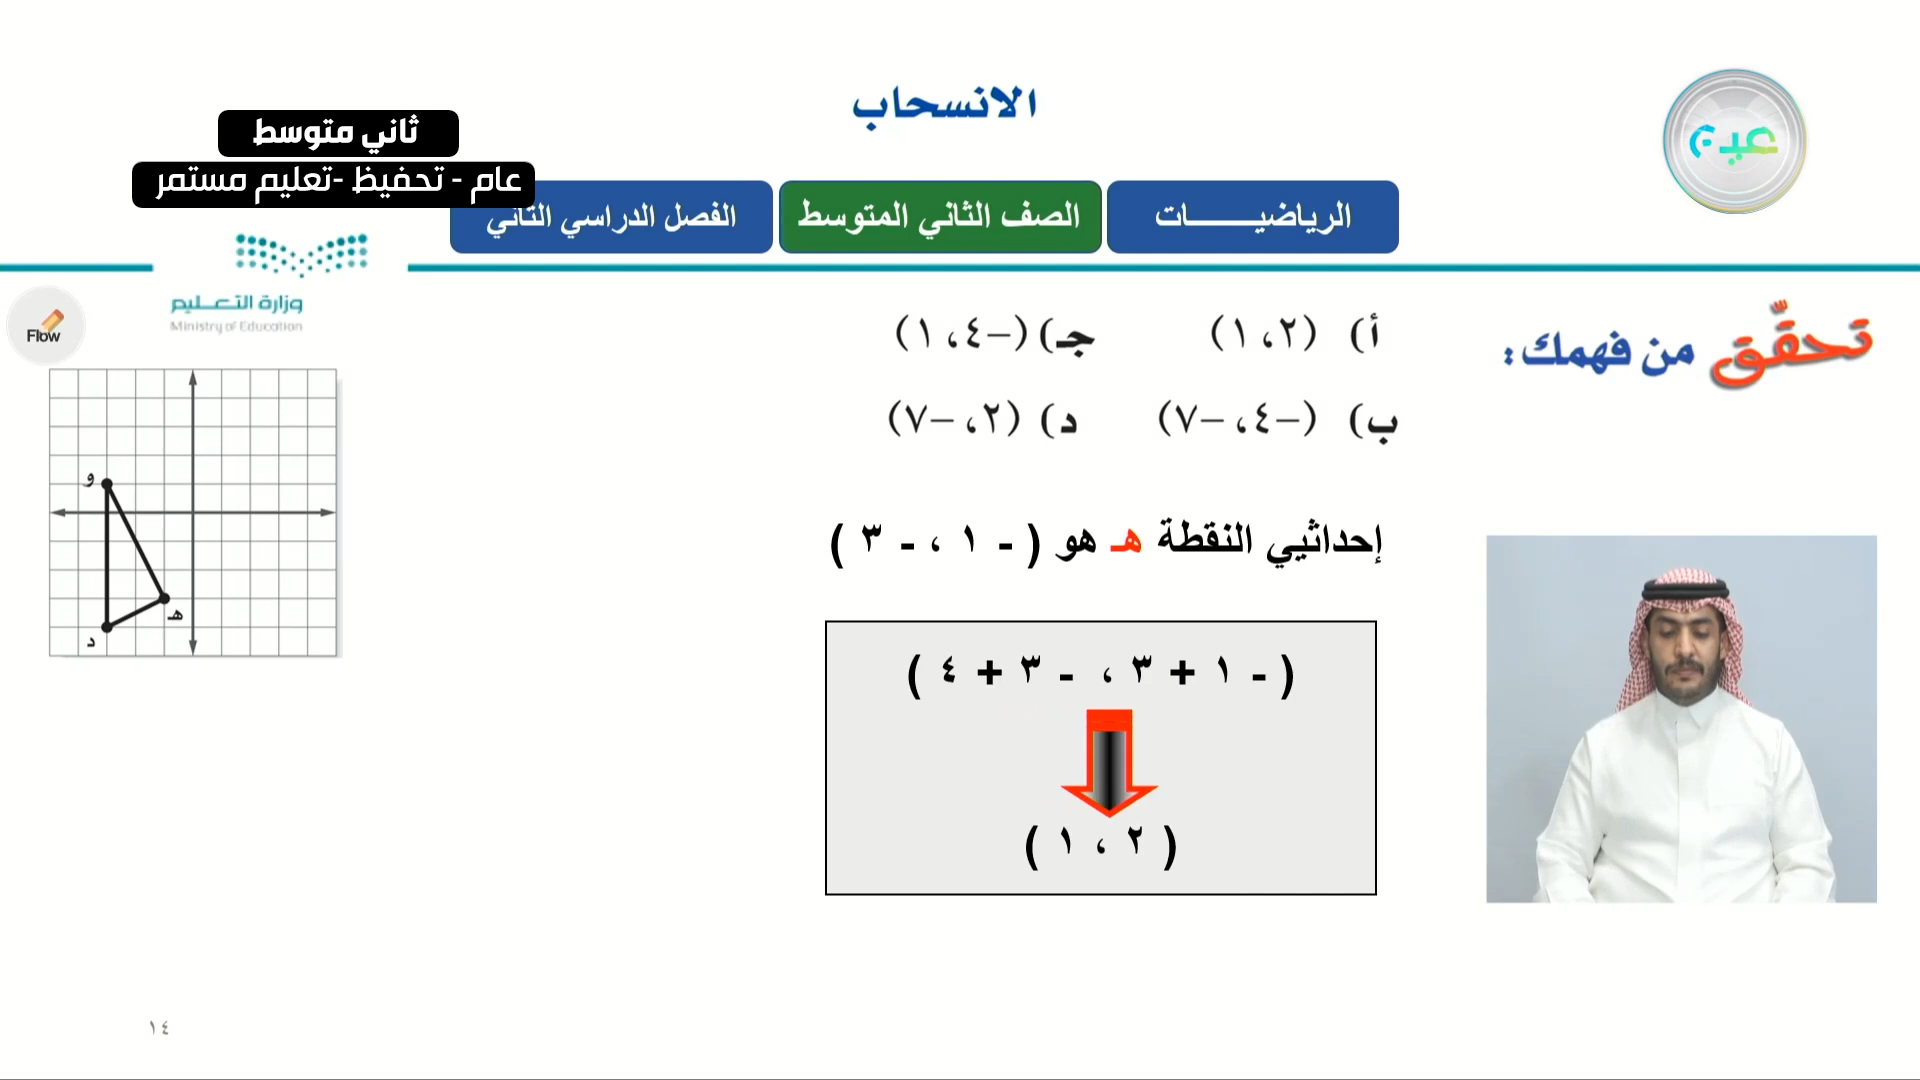 الانسحاب
ثاني متوسط
عام - تحفيظ -تعليم مستمر
الرياضيـــــــات
الصف الثاني المتوسط
الفصل الدراسي الثاني
عين
وزارة التعـــليم
Ministry of Education
Flow
تحقّق من فهمك:
أ) (٢، ١)
جـ) (−٤، ١)
ب) (−٤، −٧)
د) (٢، −٧)
إحداثيي النقطة هـ هو ( - ١ ، - ٣ )
( - ١ + ٣ ، - ٣ + ٤ )
( ٢ ، ١ )
و
هـ
د
١٤